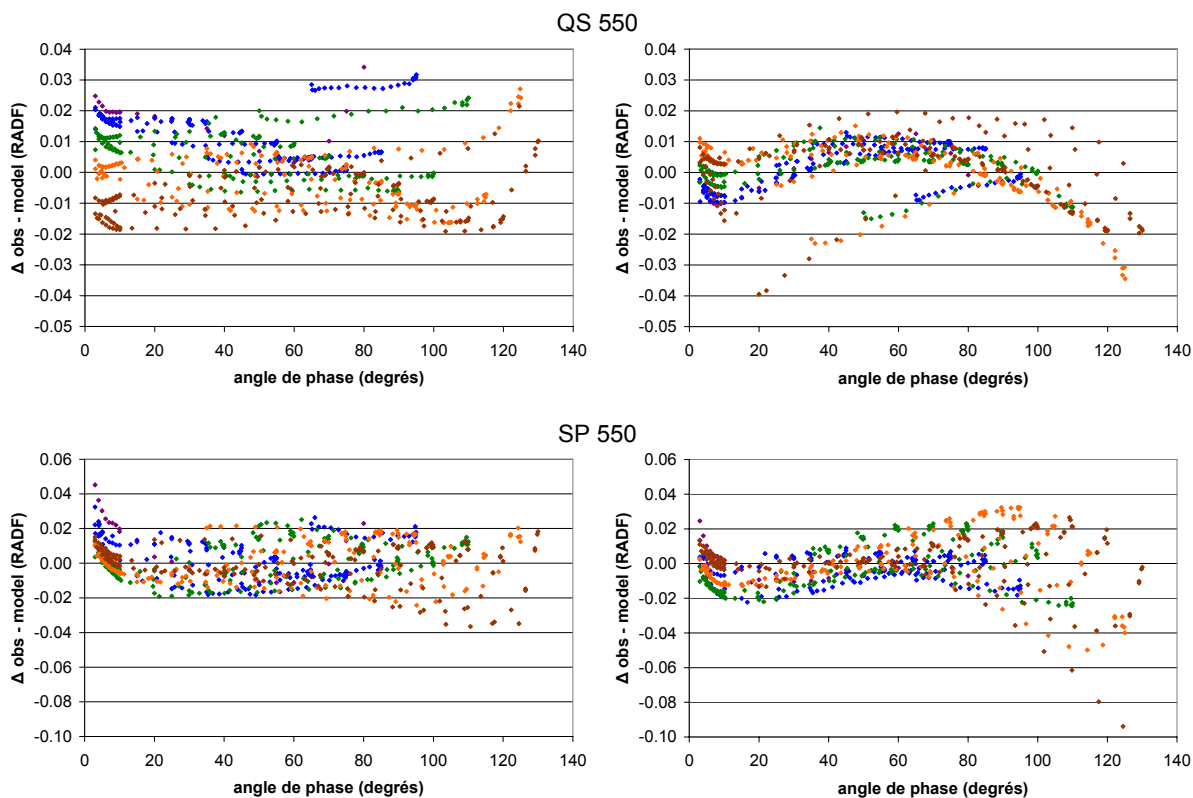 QS 550
0.04
0.03
0.02
0.01
0.00
-0.01
-0.02
-0.03
-0.04
-0.05
Δ obs - model (RADF)
0 20 40 60 80 100 120 140
angle de phase (degrés)
0.04
0.03
0.02
0.01
0.00
-0.01
-0.02
-0.03
-0.04
-0.05
Δ obs - model (RADF)
0 20 40 60 80 100 120 140
angle de phase (degrés)
SP 550
0.06
0.04
0.02
0.00
-0.02
-0.04
-0.06
-0.08
-0.10
Δ obs - model (RADF)
0 20 40 60 80 100 120 140
angle de phase (degrés)
0.06
0.04
0.02
0.00
-0.02
-0.04
-0.06
-0.08
-0.10
Δ obs - model (RADF)
0 20 40 60 80 100 120 140
angle de phase (degrés)